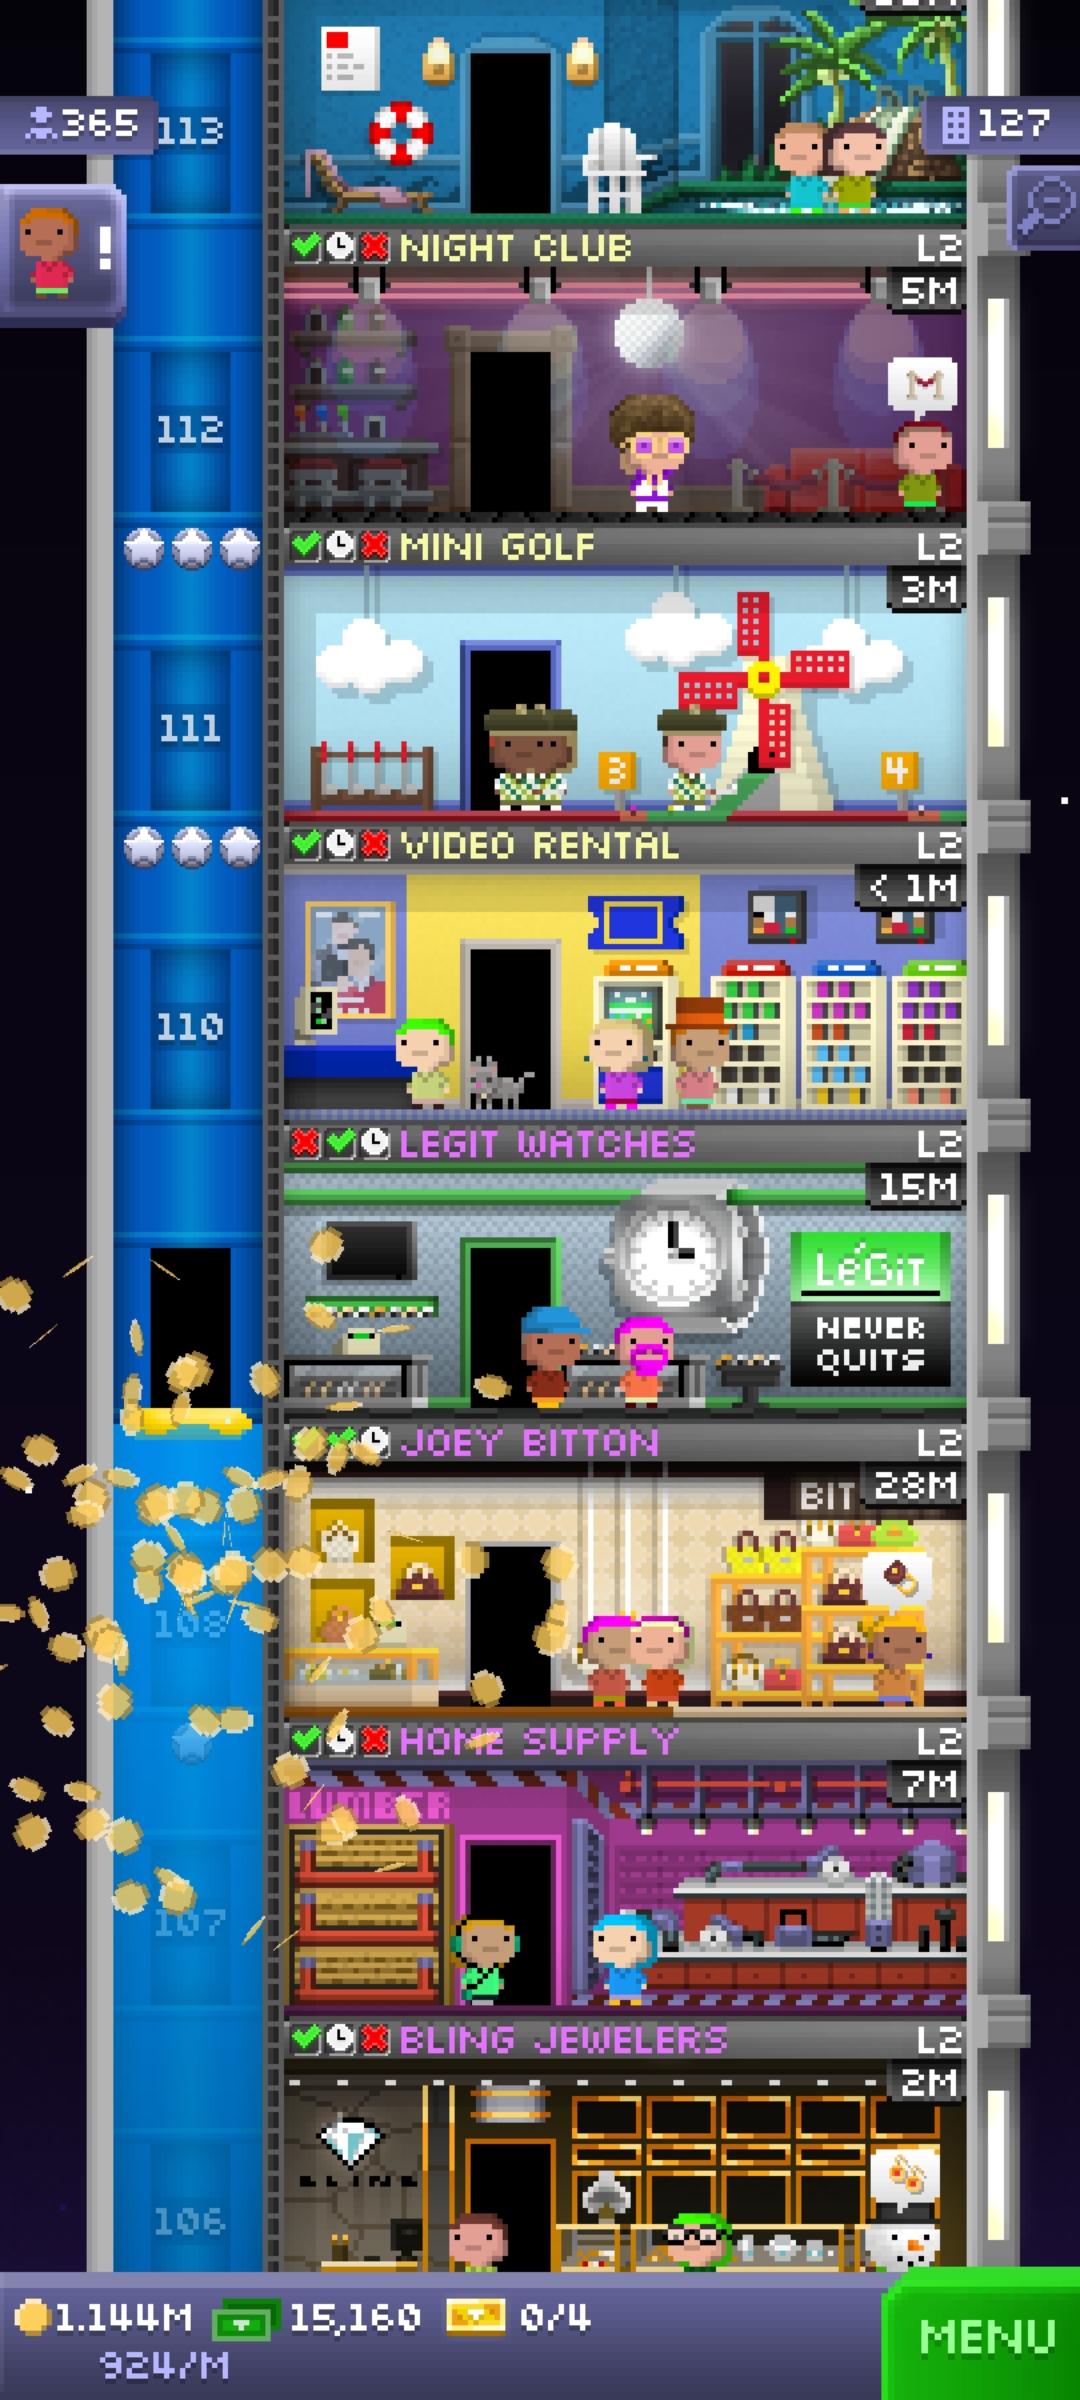 365
113
127
NIGHT CLUB L2
5M
M
112
MINI GOLF L2
3M
111
3
4
VIDEO RENTAL L2
< 1M
110
LEGIT WATCHES L2
15M
LéGiT
NEVER
QUITS
JOEY BITTON L2
28M
BIT
108
HOME SUPPLY L2
7M
LUMBER
107
BLING JEWELERS L2
2M
BLING
106
1.144M 15,160 0/4
924/M
MENU